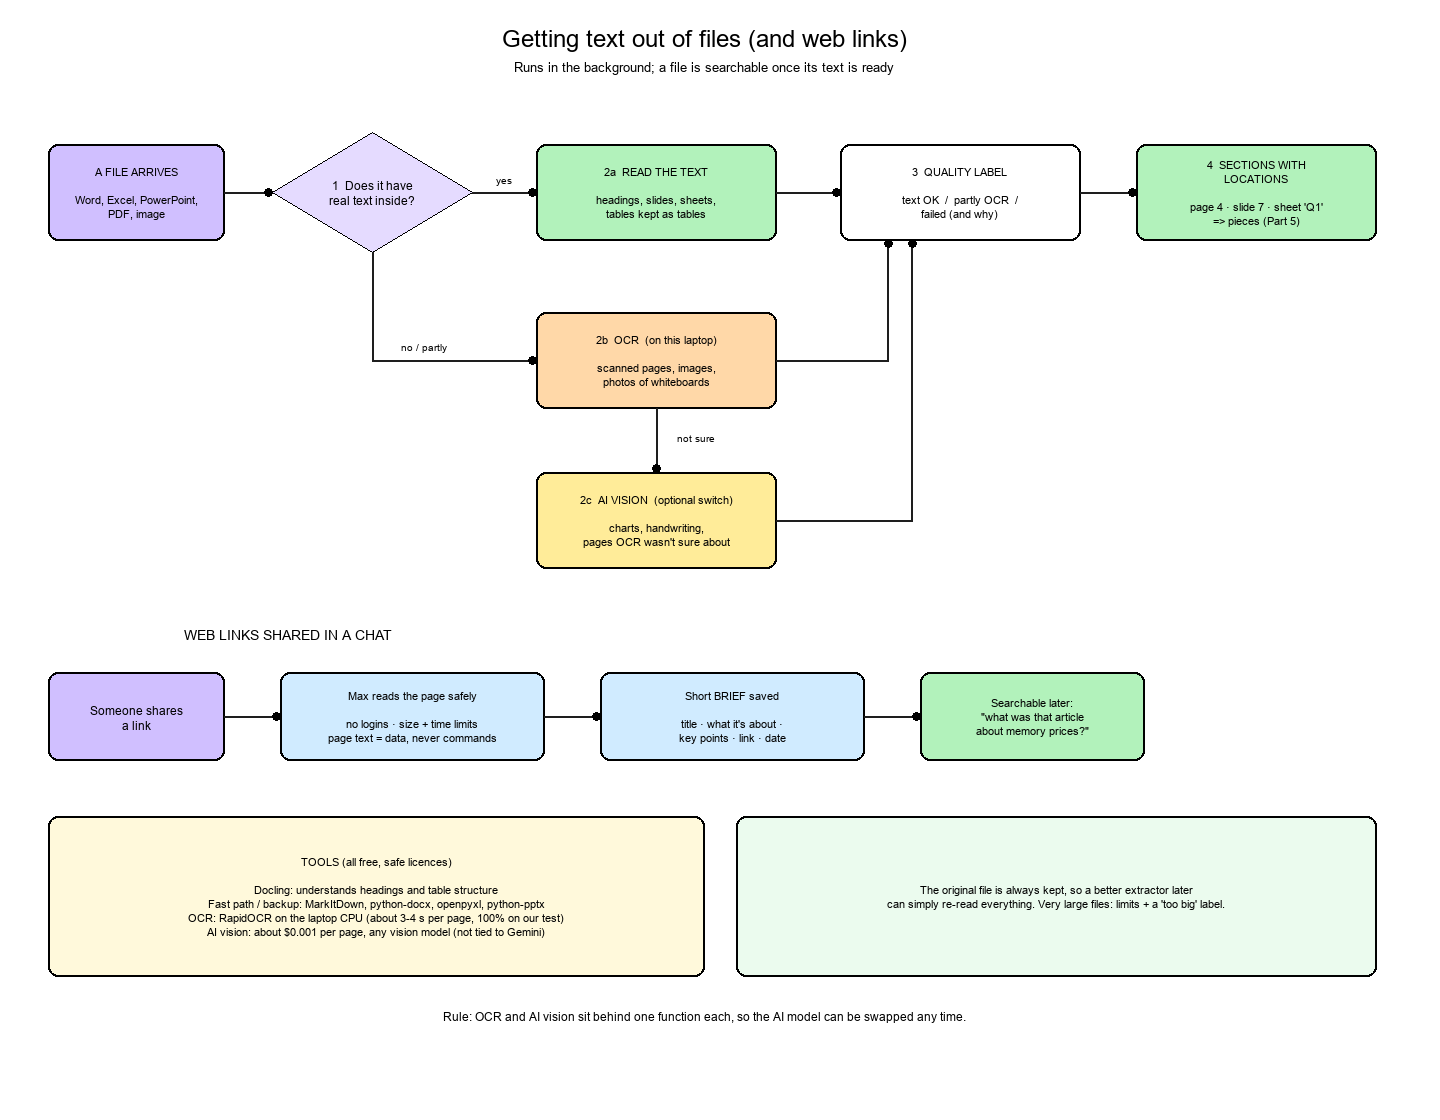 Getting text out of files (and web links)
Runs in the background; a file is searchable once its text is ready
A FILE ARRIVES
Word, Excel, PowerPoint,
PDF, image
1  Does it have
real text inside?
yes
2a  READ THE TEXT
headings, slides, sheets,
tables kept as tables
3  QUALITY LABEL
text OK  /  partly OCR  /
failed (and why)
4  SECTIONS WITH
LOCATIONS
page 4 · slide 7 · sheet 'Q1'
=> pieces (Part 5)
no / partly
2b  OCR  (on this laptop)
scanned pages, images,
photos of whiteboards
not sure
2c  AI VISION  (optional switch)
charts, handwriting,
pages OCR wasn't sure about
WEB LINKS SHARED IN A CHAT
Someone shares
a link
Max reads the page safely
no logins · size + time limits
page text = data, never commands
Short BRIEF saved
title · what it's about ·
key points · link · date
Searchable later:
"what was that article
about memory prices?"
TOOLS (all free, safe licences)
Docling: understands headings and table structure
Fast path / backup: MarkItDown, python-docx, openpyxl, python-pptx
OCR: RapidOCR on the laptop CPU (about 3-4 s per page, 100% on our test)
AI vision: about $0.001 per page, any vision model (not tied to Gemini)
The original file is always kept, so a better extractor later
can simply re-read everything. Very large files: limits + a 'too big' label.
Rule: OCR and AI vision sit behind one function each, so the AI model can be swapped any time.